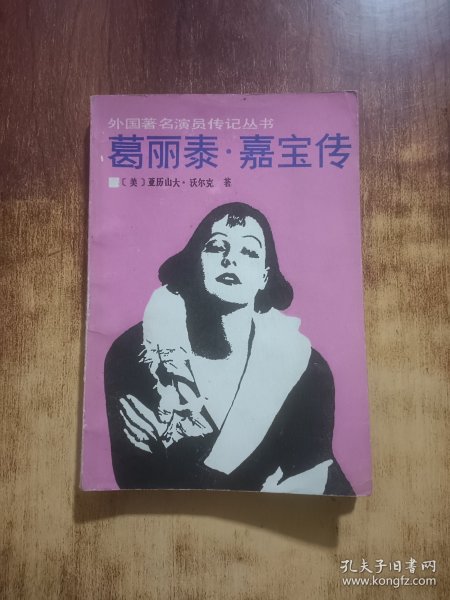 外国著名演员传记丛书
葛丽泰·嘉宝传
〔美〕亚历山大·沃尔克 著
孔夫子旧书网
www.kongfz.com